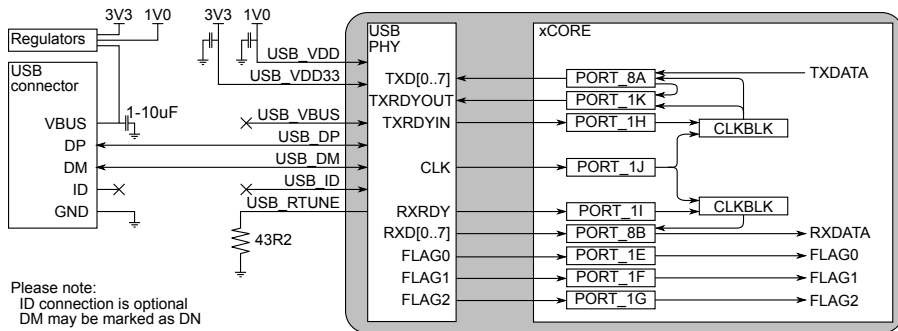 3V3 1V0
3V3 1V0
Regulators
USB
connector
VBUS
1-10uF
DP
DM
ID
GND
USB_VDD
USB_VDD33
USB_VBUS
USB_DP
USB_DM
USB_ID
USB_RTUNE
43R2
USB
PHY
TXD[0..7]
TXRDYOUT
TXRDYIN
CLK
RXRDY
RXD[0..7]
FLAG0
FLAG1
FLAG2
xCORE
PORT_8A
PORT_1K
PORT_1H
PORT_1J
PORT_1I
PORT_8B
PORT_1E
PORT_1F
PORT_1G
CLKBLK
CLKBLK
TXDATA
RXDATA
FLAG0
FLAG1
FLAG2
Please note:
ID connection is optional
DM may be marked as DN